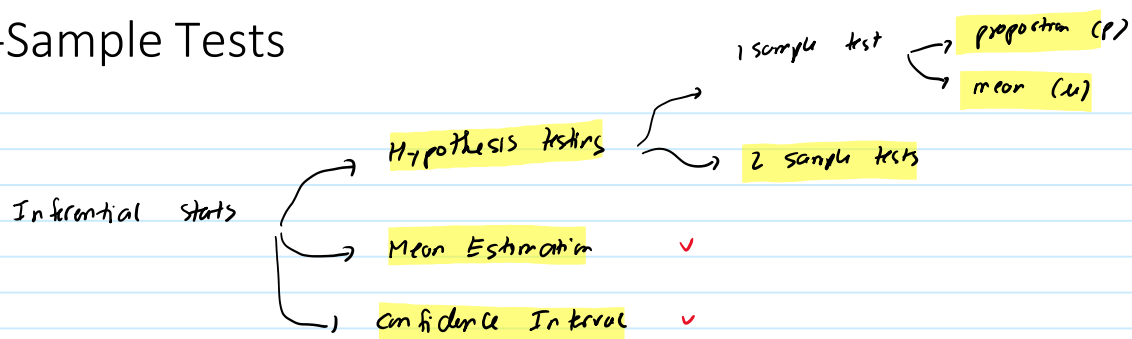 -Sample Tests
1 sample test
proportion (p)
mean (μ)
Hypothesis testing
2 sample tests
Inferential stats
Mean Estimation ✓
Confidence Interval ✓